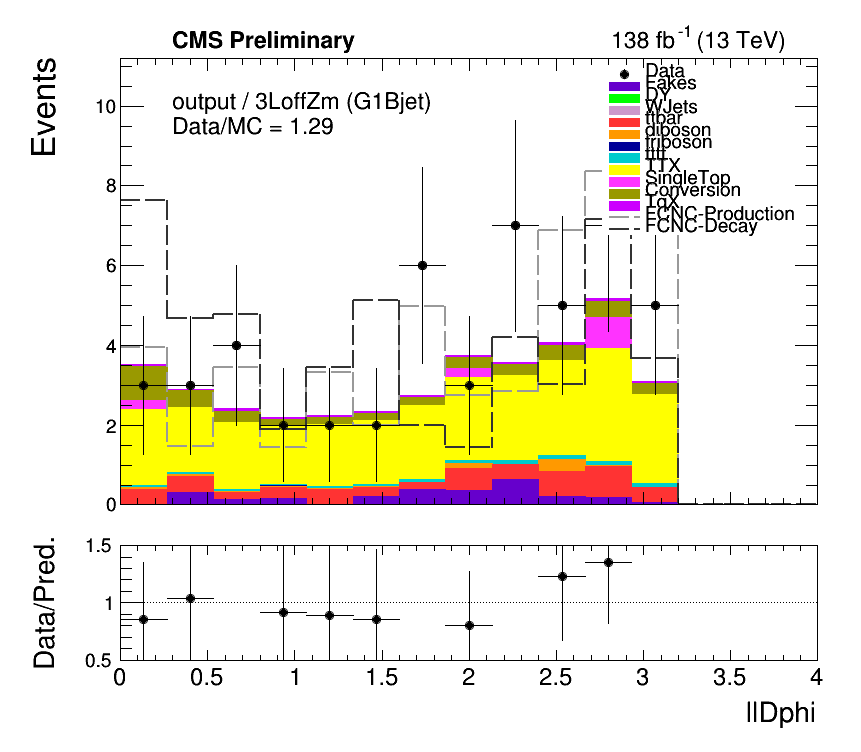 CMS Preliminary
138 fb-1 (13 TeV)
Events
output / 3LoffZm (G1Bjet)
Data/MC = 1.29
Data
Fakes
DY
WJets
ttbar
diboson
triboson
tttt
TTX
SingleTop
Conversion
TqX
FCNC-Production
FCNC-Decay
10
8
6
4
2
0
Data/Pred.
1.5
1
0.5
0 0.5 1 1.5 2 2.5 3 3.5 4
llDphi